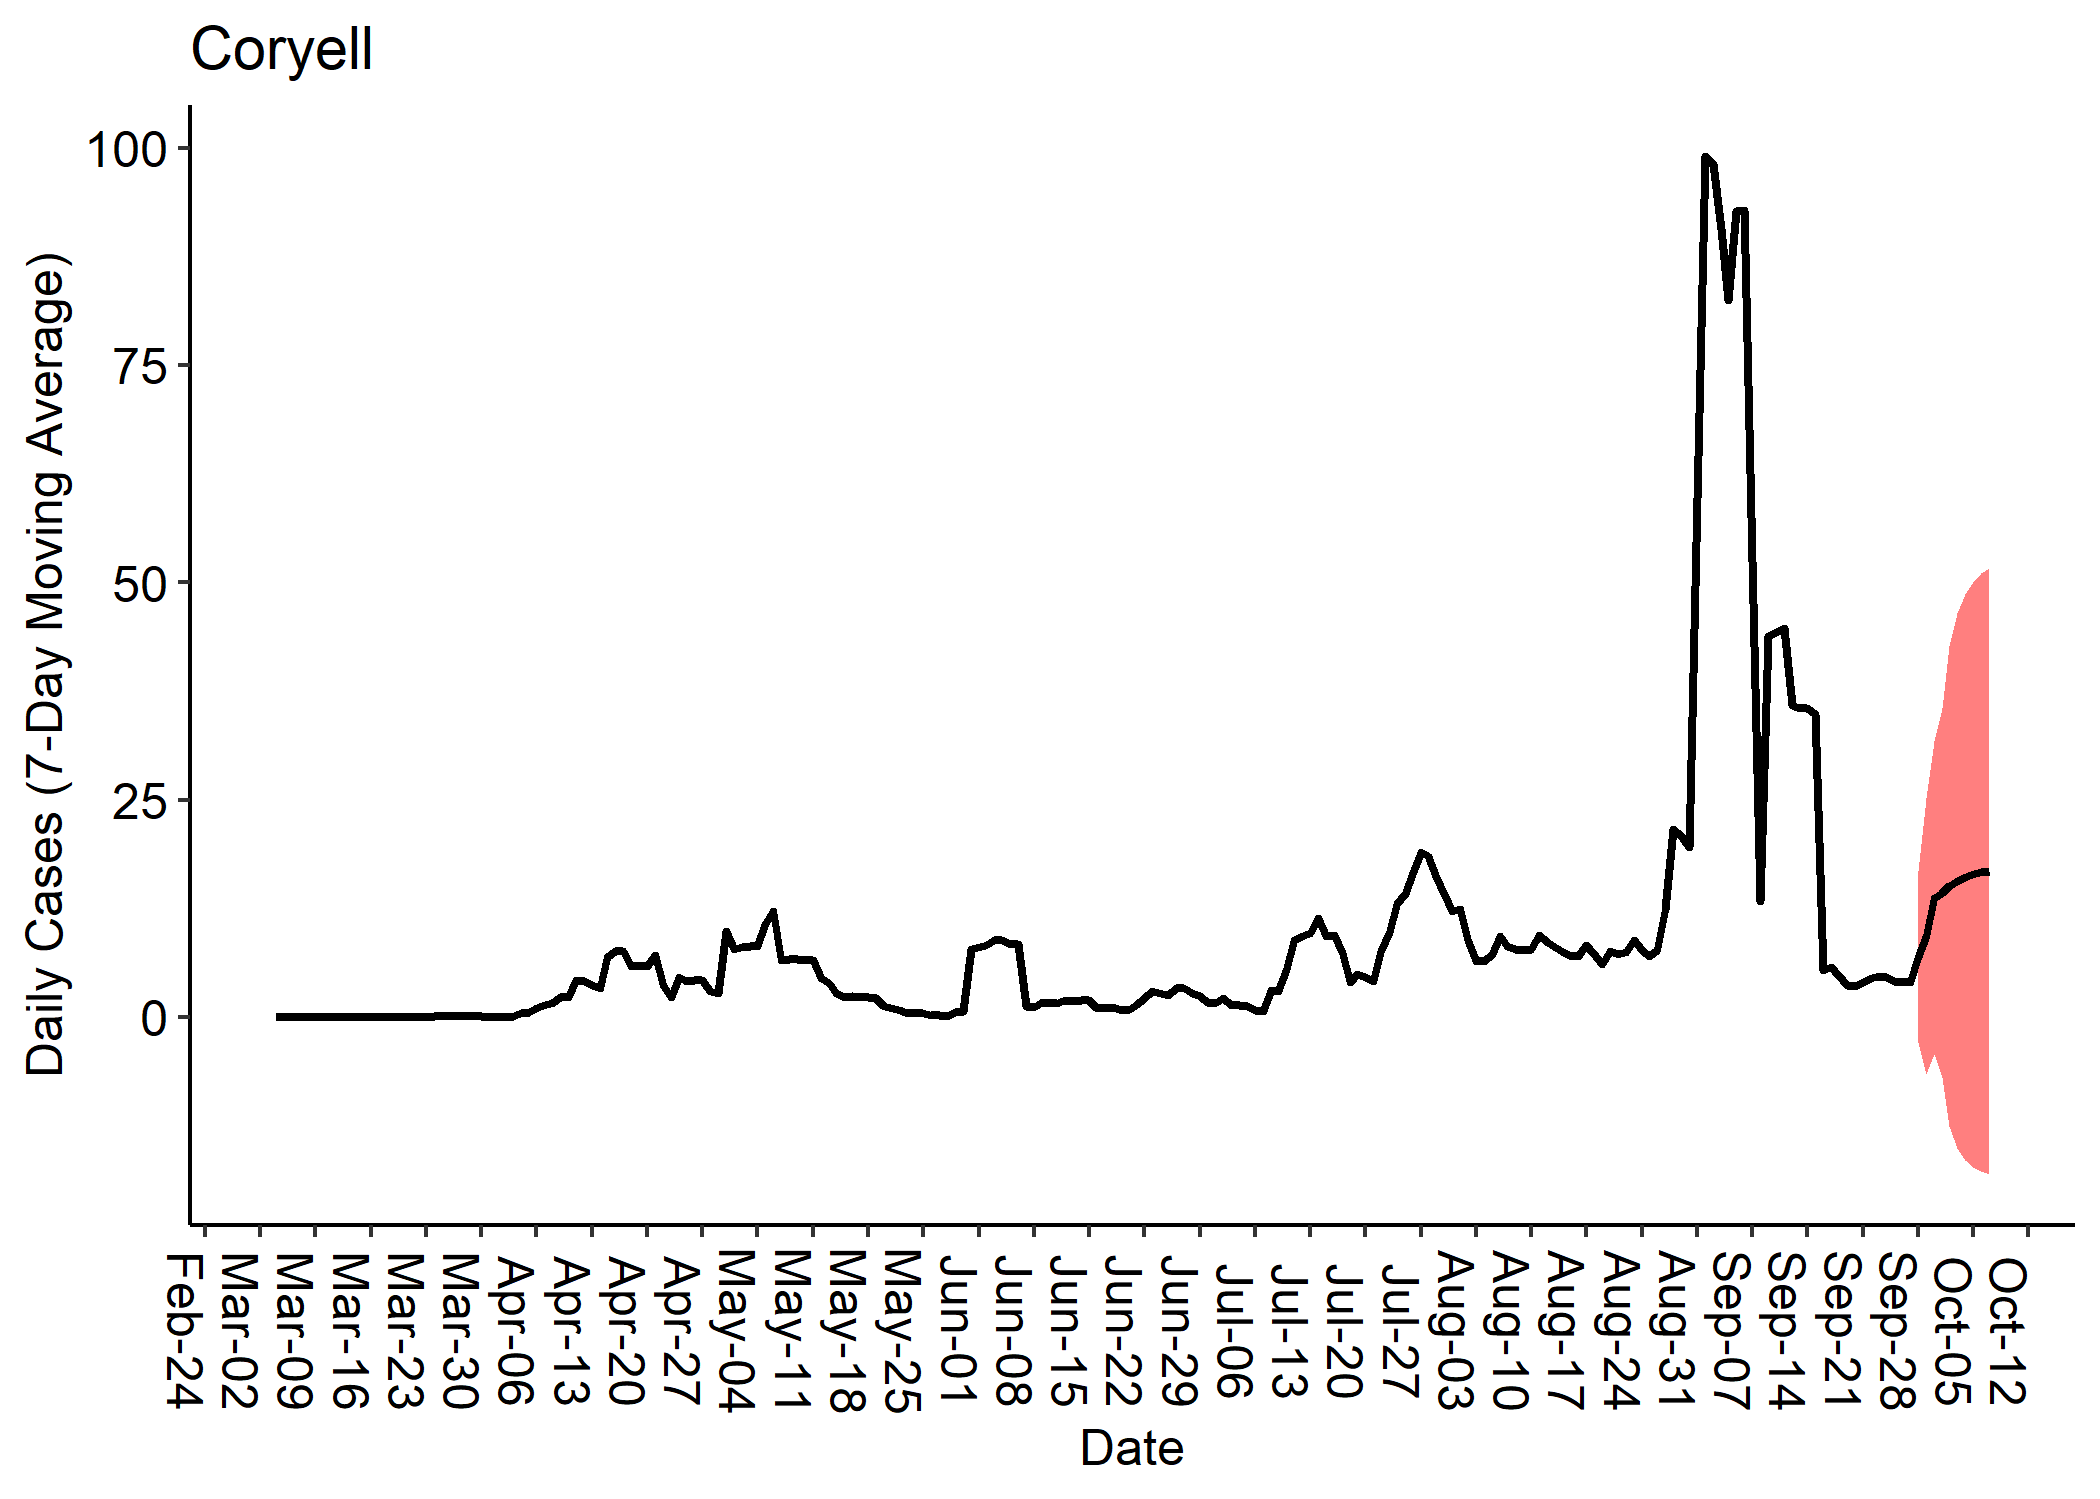 Coryell
Daily Cases (7-Day Moving Average)
100
75
50
25
0
Feb-24
Mar-02
Mar-09
Mar-16
Mar-23
Mar-30
Apr-06
Apr-13
Apr-20
Apr-27
May-04
May-11
May-18
May-25
Jun-01
Jun-08
Jun-15
Jun-22
Jun-29
Jul-06
Jul-13
Jul-20
Jul-27
Aug-03
Aug-10
Aug-17
Aug-24
Aug-31
Sep-07
Sep-14
Sep-21
Sep-28
Oct-05
Oct-12
Date